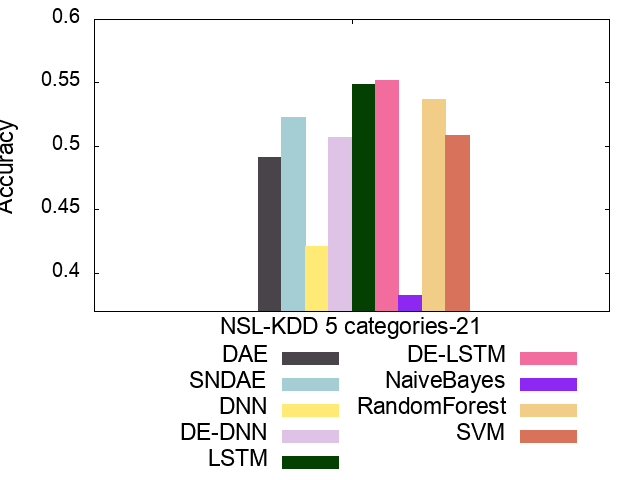 0.6
0.55
0.5
0.45
0.4
Accuracy
NSL-KDD 5 categories-21
DAE
SNDAE
DNN
DE-DNN
LSTM
DE-LSTM
NaiveBayes
RandomForest
SVM